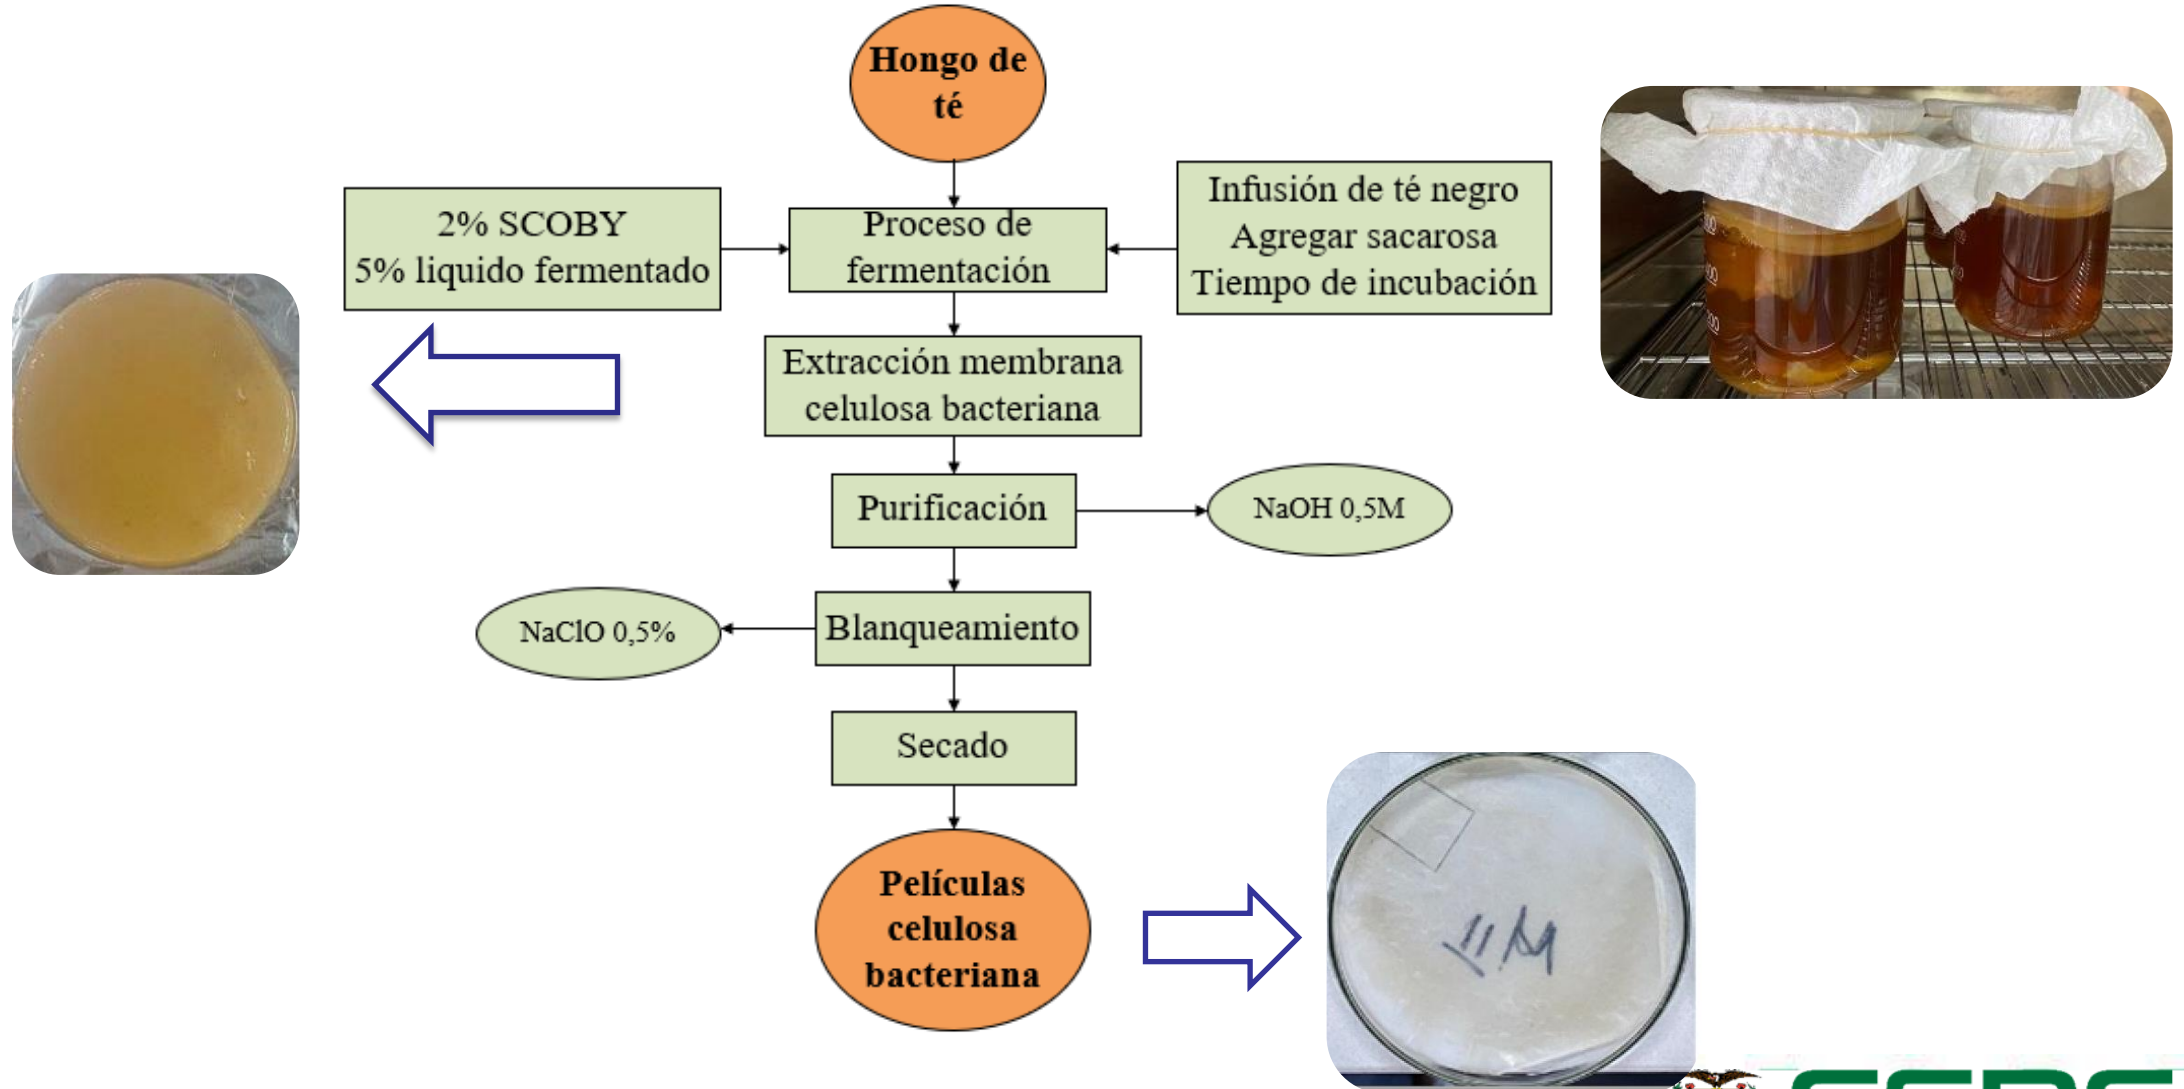 Hongo de
té
2% SCOBY
5% liquido fermentado
Proceso de
fermentación
Infusión de té negro
Agregar sacarosa
Tiempo de incubación
Extracción membrana
celulosa bacteriana
Purificación
NaOH 0,5M
NaClO 0,5%
Blanqueamiento
Secado
Películas
celulosa
bacteriana